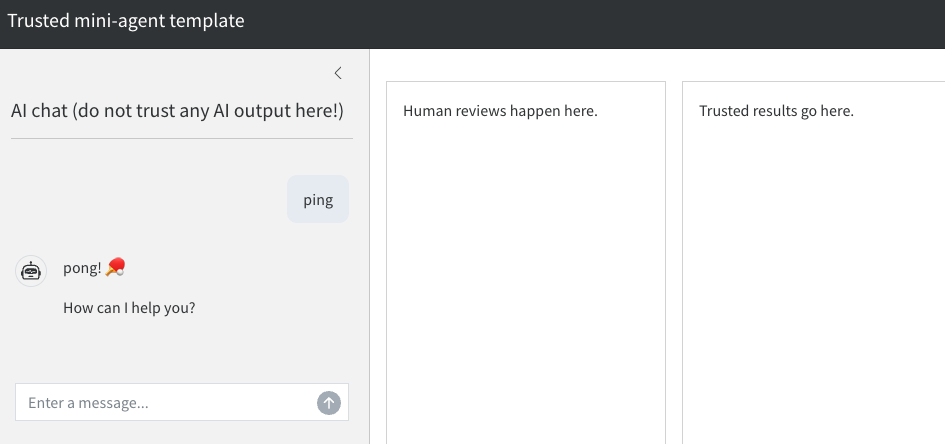 Trusted mini-agent template
AI chat (do not trust any AI output here!)
ping
pong! 🏓
How can I help you?
Enter a message...
Human reviews happen here.
Trusted results go here.